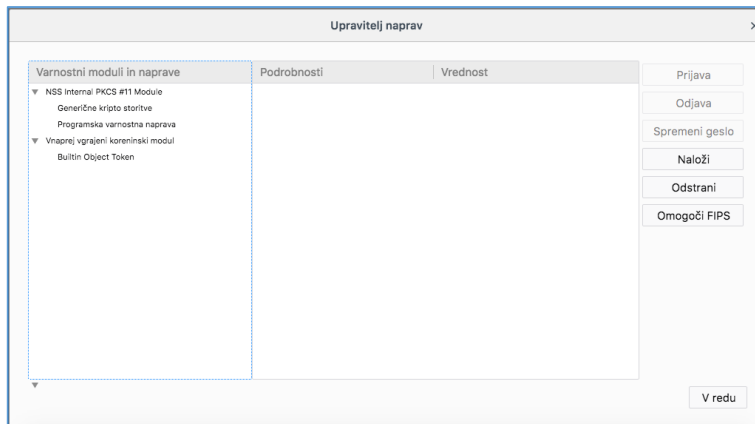 Upravitelj naprav
Varnostni moduli in naprave
Podrobnosti
Vrednost
NSS Internal PKCS #11 Module
Generične kripto storitve
Programska varnostna naprava
Vnaprej vgrajeni koreninski modul
Builtin Object Token
Prijava
Odjava
Spremeni geslo
Naloži
Odstrani
Omogoči FIPS
V redu